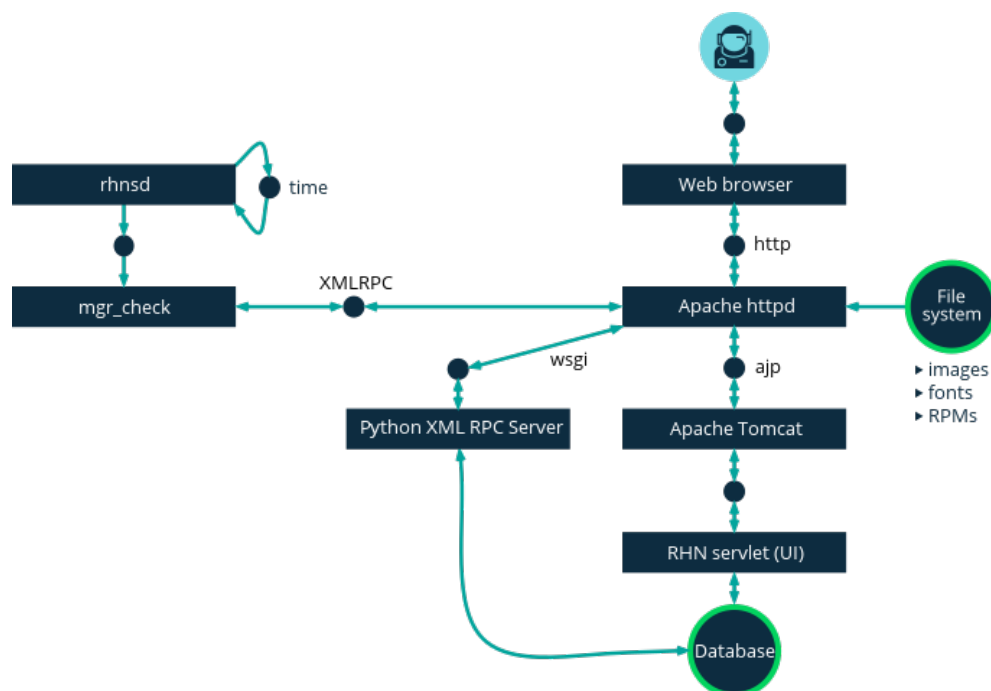 rhnsd
time
Web browser
http
XMLRPC
mgr_check
Apache httpd
File
system
wsgi
ajp
images
fonts
RPMs
Python XML RPC Server
Apache Tomcat
RHN servlet (UI)
Database